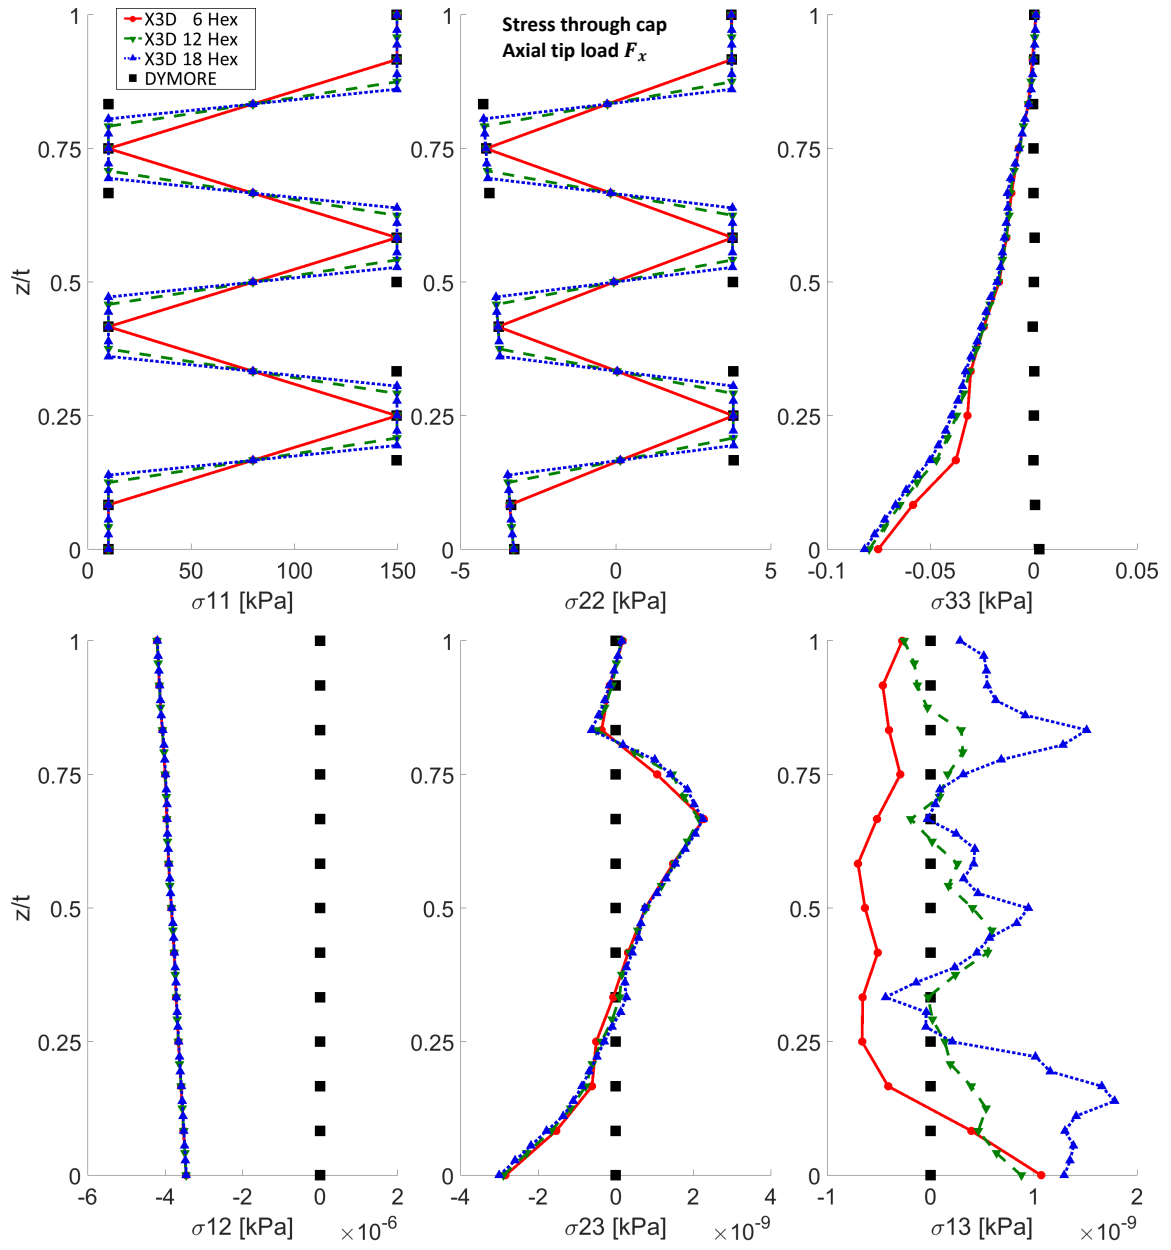 X3D 6 Hex
X3D 12 Hex
X3D 18 Hex
DYMORE
Stress through cap
Axial tip load Fₓ
z/t
1
0.75
0.5
0.25
0
0 50 100 150
σ11 [kPa]
1
0.75
0.5
0.25
0
-5 0 5
σ22 [kPa]
1
0.75
0.5
0.25
0
-0.1 -0.05 0 0.05
σ33 [kPa]
z/t
1
0.75
0.5
0.25
0
-6 -4 -2 0 2
σ12 [kPa] ×10⁻⁶
1
0.75
0.5
0.25
0
-4 -2 0 2 4
σ23 [kPa] ×10⁻⁹
1
0.75
0.5
0.25
0
-1 0 1 2
σ13 [kPa] ×10⁻⁹